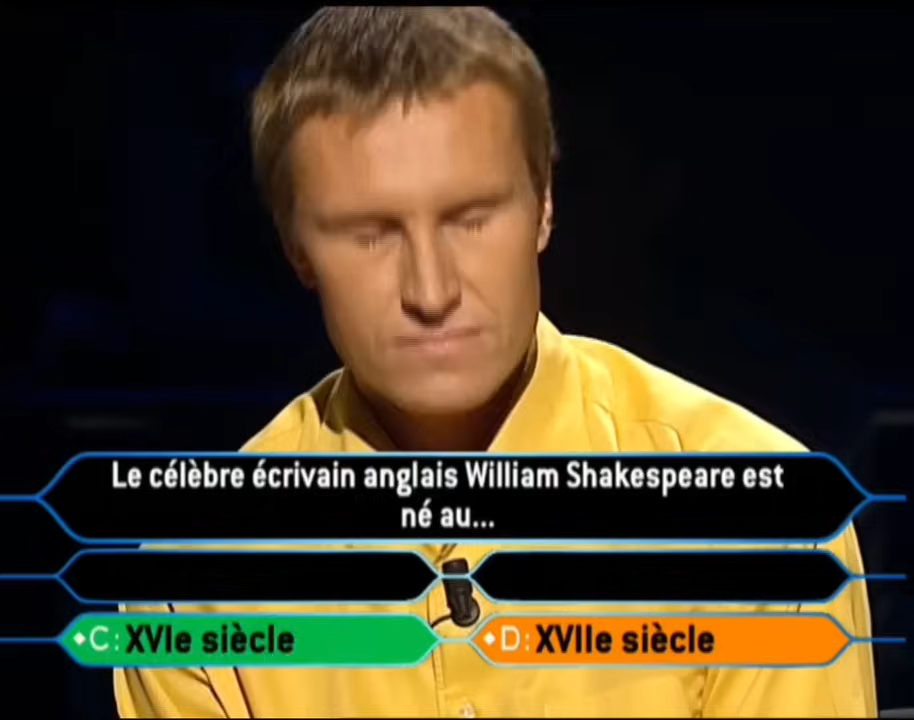 Le célèbre écrivain anglais William Shakespeare est
né au...
C: XVIe siècle
D: XVIIe siècle